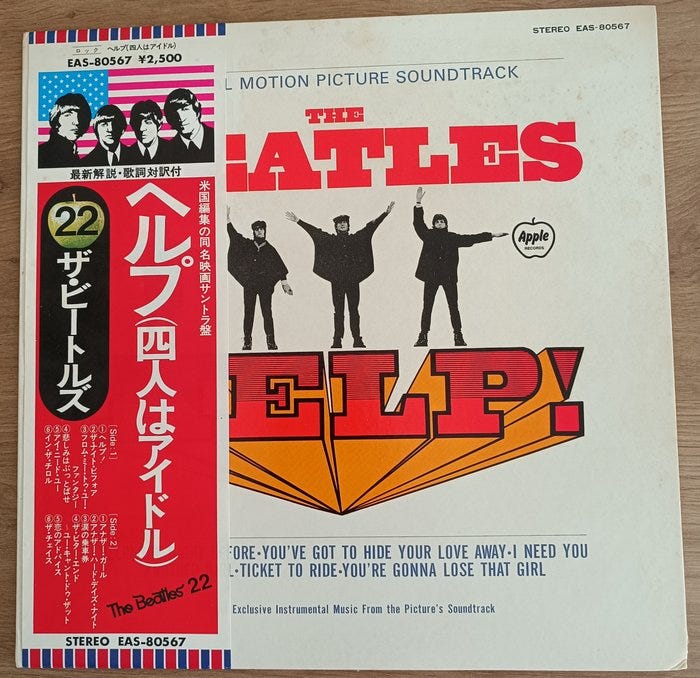 ロック ヘルプ(四人はアイドル)
EAS-80567 ¥2,500
最新解説・歌詞対訳付
米国編集の同名映画サントラ盤
ヘルプ(四人はアイドル)
22
ザ・ビートルズ
[Side 1]
①ヘルプ!
②ザ・ナイト・ビフォア
③フロム・ミー・トゥ・ユー・
ファンタジー
④悲しみはぶっとばせ
⑤アイ・ニード・ユー
⑥イン・ザ・チロル
[Side 2]
①アナザー・ガール
②アナザー・ハード・デイズ・ナイト
③涙の乗車券
④ザ・ビター・エンド
~ユー・キャント・ドゥ・ザット
⑤恋のアドバイス
⑥ザ・チェイス
The Beatles 22
STEREO EAS-80567
STEREO EAS-80567
L MOTION PICTURE SOUNDTRACK
THE
EATLES
Apple
RECORDS
ELP!
FORE•YOU'VE GOT TO HIDE YOUR LOVE AWAY•I NEED YOU
L•TICKET TO RIDE•YOU'RE GONNA LOSE THAT GIRL
Exclusive Instrumental Music From the Picture's Soundtrack